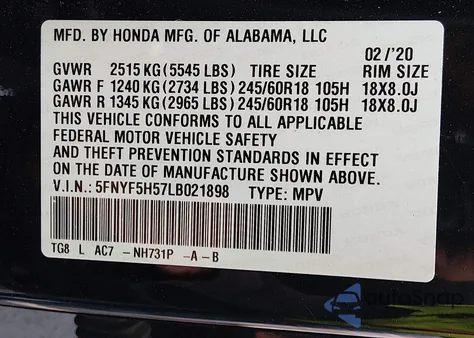 MFD. BY HONDA MFG. OF ALABAMA, LLC
02/'20
GVWR 2515 KG (5545 LBS) TIRE SIZE RIM SIZE
GAWR F 1240 KG (2734 LBS) 245/60R18 105H 18X8.0J
GAWR R 1345 KG (2965 LBS) 245/60R18 105H 18X8.0J
THIS VEHICLE CONFORMS TO ALL APPLICABLE
FEDERAL MOTOR VEHICLE SAFETY
AND THEFT PREVENTION STANDARDS IN EFFECT
ON THE DATE OF MANUFACTURE SHOWN ABOVE.
V.I.N.: 5FNYF5H57LB021898 TYPE: MPV
TG8 L AC7 -NH731P -A-B
autoSnap